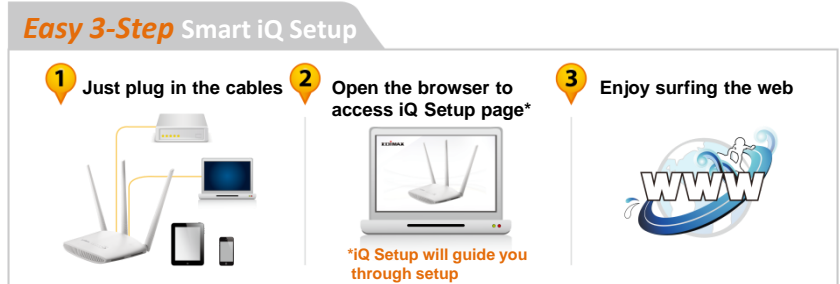 Easy 3-Step Smart iQ Setup
1 Just plug in the cables
2 Open the browser to
access iQ Setup page*
EDIMAX
*iQ Setup will guide you
through setup
3 Enjoy surfing the web
WWW